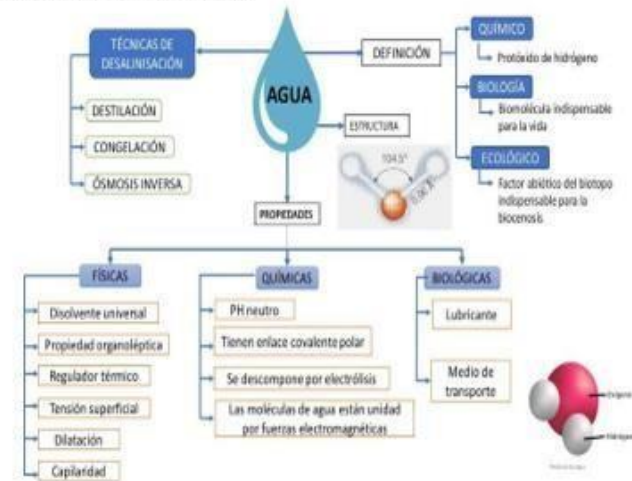 TÉCNICAS DE
DESALINISACIÓN
DESTILACIÓN
CONGELACIÓN
ÓSMOSIS INVERSA
AGUA
DEFINICIÓN
QUÍMICO
Protóxido de hidrógeno
BIOLOGÍA
Biomolécula indispensable
para la vida
ECOLÓGICO
Factor abiótico del biotopo
indispensable para la
biocenosis
ESTRUCTURA
104.5°
PROPIEDADES
FÍSICAS
Disolvente universal
Propiedad organoléptica
Regulador térmico
Tensión superficial
Dilatación
Capilaridad
QUÍMICAS
PH neutro
Tienen enlace covalente polar
Se descompone por electrólisis
Las moléculas de agua están unidad
por fuerzas electromagnéticas
BIOLÓGICAS
Lubricante
Medio de
transporte
Oxígeno
Hidrógeno